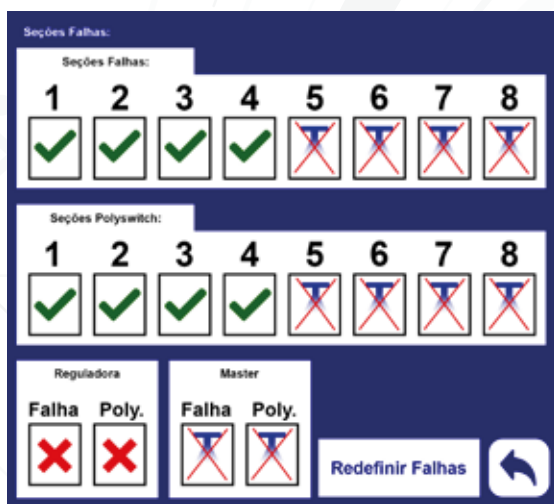 Seções Falhas:
Seções Falhas:
1 2 3 4 5 6 7 8
Seções Polyswitch:
1 2 3 4 5 6 7 8
Reguladora
Master
Falha Poly.
Falha Poly.
Redefinir Falhas